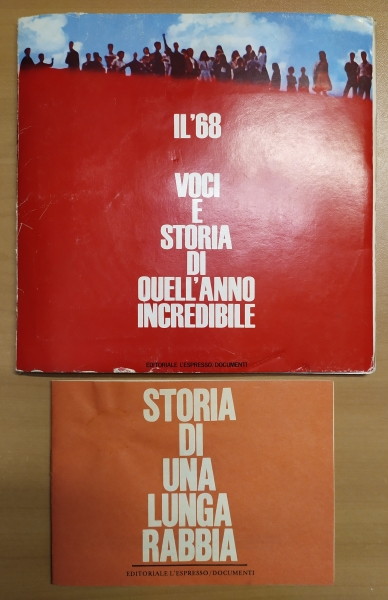 IL'68
VOCI
E
STORIA
DI
QUELL'ANNO
INCREDIBILE
EDITORIALE L'ESPRESSO DOCUMENTI
STORIA
DI
UNA
LUNGA
RABBIA
EDITORIALE L'ESPRESSO/DOCUMENTI